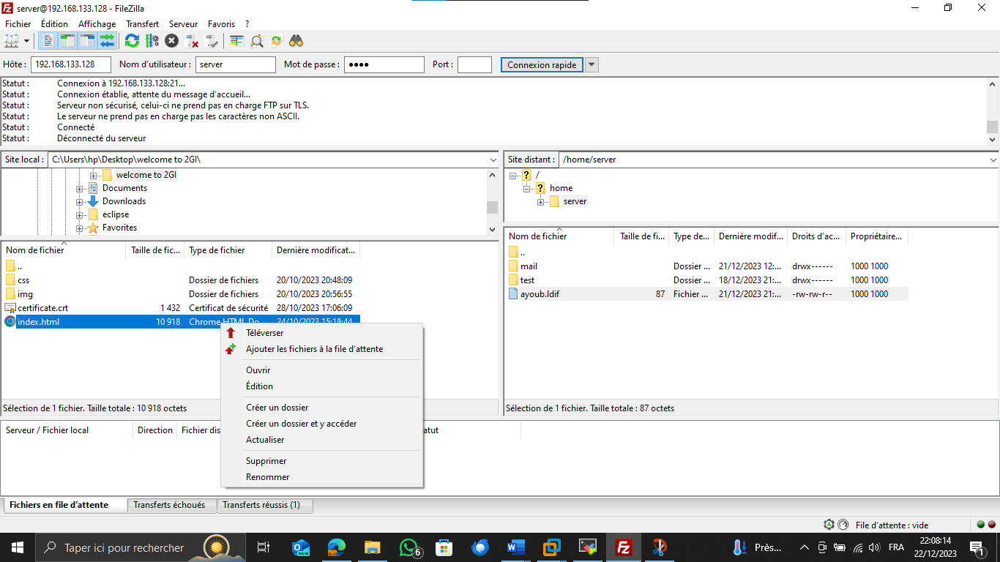 server@192.168.133.128 - FileZilla
Fichier Édition Affichage Transfert Serveur Favoris ?
Hôte : 192.168.133.128 Nom d'utilisateur : server Mot de passe : ●●●● Port : Connexion rapide
Statut : Connexion à 192.168.133.128:21...
Statut : Connexion établie, attente du message d'accueil...
Statut : Serveur non sécurisé, celui-ci ne prend pas en charge FTP sur TLS.
Statut : Le serveur ne prend pas en charge pas les caractères non ASCII.
Statut : Connecté
Statut : Déconnecté du serveur
Site local : C:\Users\hp\Desktop\welcome to 2GI\
welcome to 2GI
Documents
Downloads
eclipse
Favorites
Site distant : /home/server
/
home
server
Nom de fichier Taille de fic... Type de fichier Dernière modificat...
..
css Dossier de fichiers 20/10/2023 20:48:09
img Dossier de fichiers 20/10/2023 20:56:55
certificate.crt 1 432 Certificat de sécurité 28/10/2023 17:06:09
index.html 10 918 Chrome HTML Do... 24/10/2023 15:18:44
Sélection de 1 fichier. Taille totale : 10 918 octets
Nom de fichier Taille de fi... Type de... Dernière modif... Droits d'ac... Propriétaire...
..
mail Dossier ... 21/12/2023 12:... drwx------ 1000 1000
test Dossier ... 18/12/2023 21:... drwx------ 1000 1000
ayoub.ldif 87 Fichier ... 21/12/2023 21:... -rw-rw-r-- 1000 1000
Sélection de 1 fichier. Taille totale : 87 octets
Téléverser
Ajouter les fichiers à la file d'attente
Ouvrir
Édition
Créer un dossier
Créer un dossier et y accéder
Actualiser
Supprimer
Renommer
Serveur / Fichier local Direction Fichier dis atut
Fichiers en file d'attente Transferts échoués Transferts réussis (1)
File d'attente : vide
Taper ici pour rechercher NEW 6 Près... FRA 22:08:14
22/12/2023 1